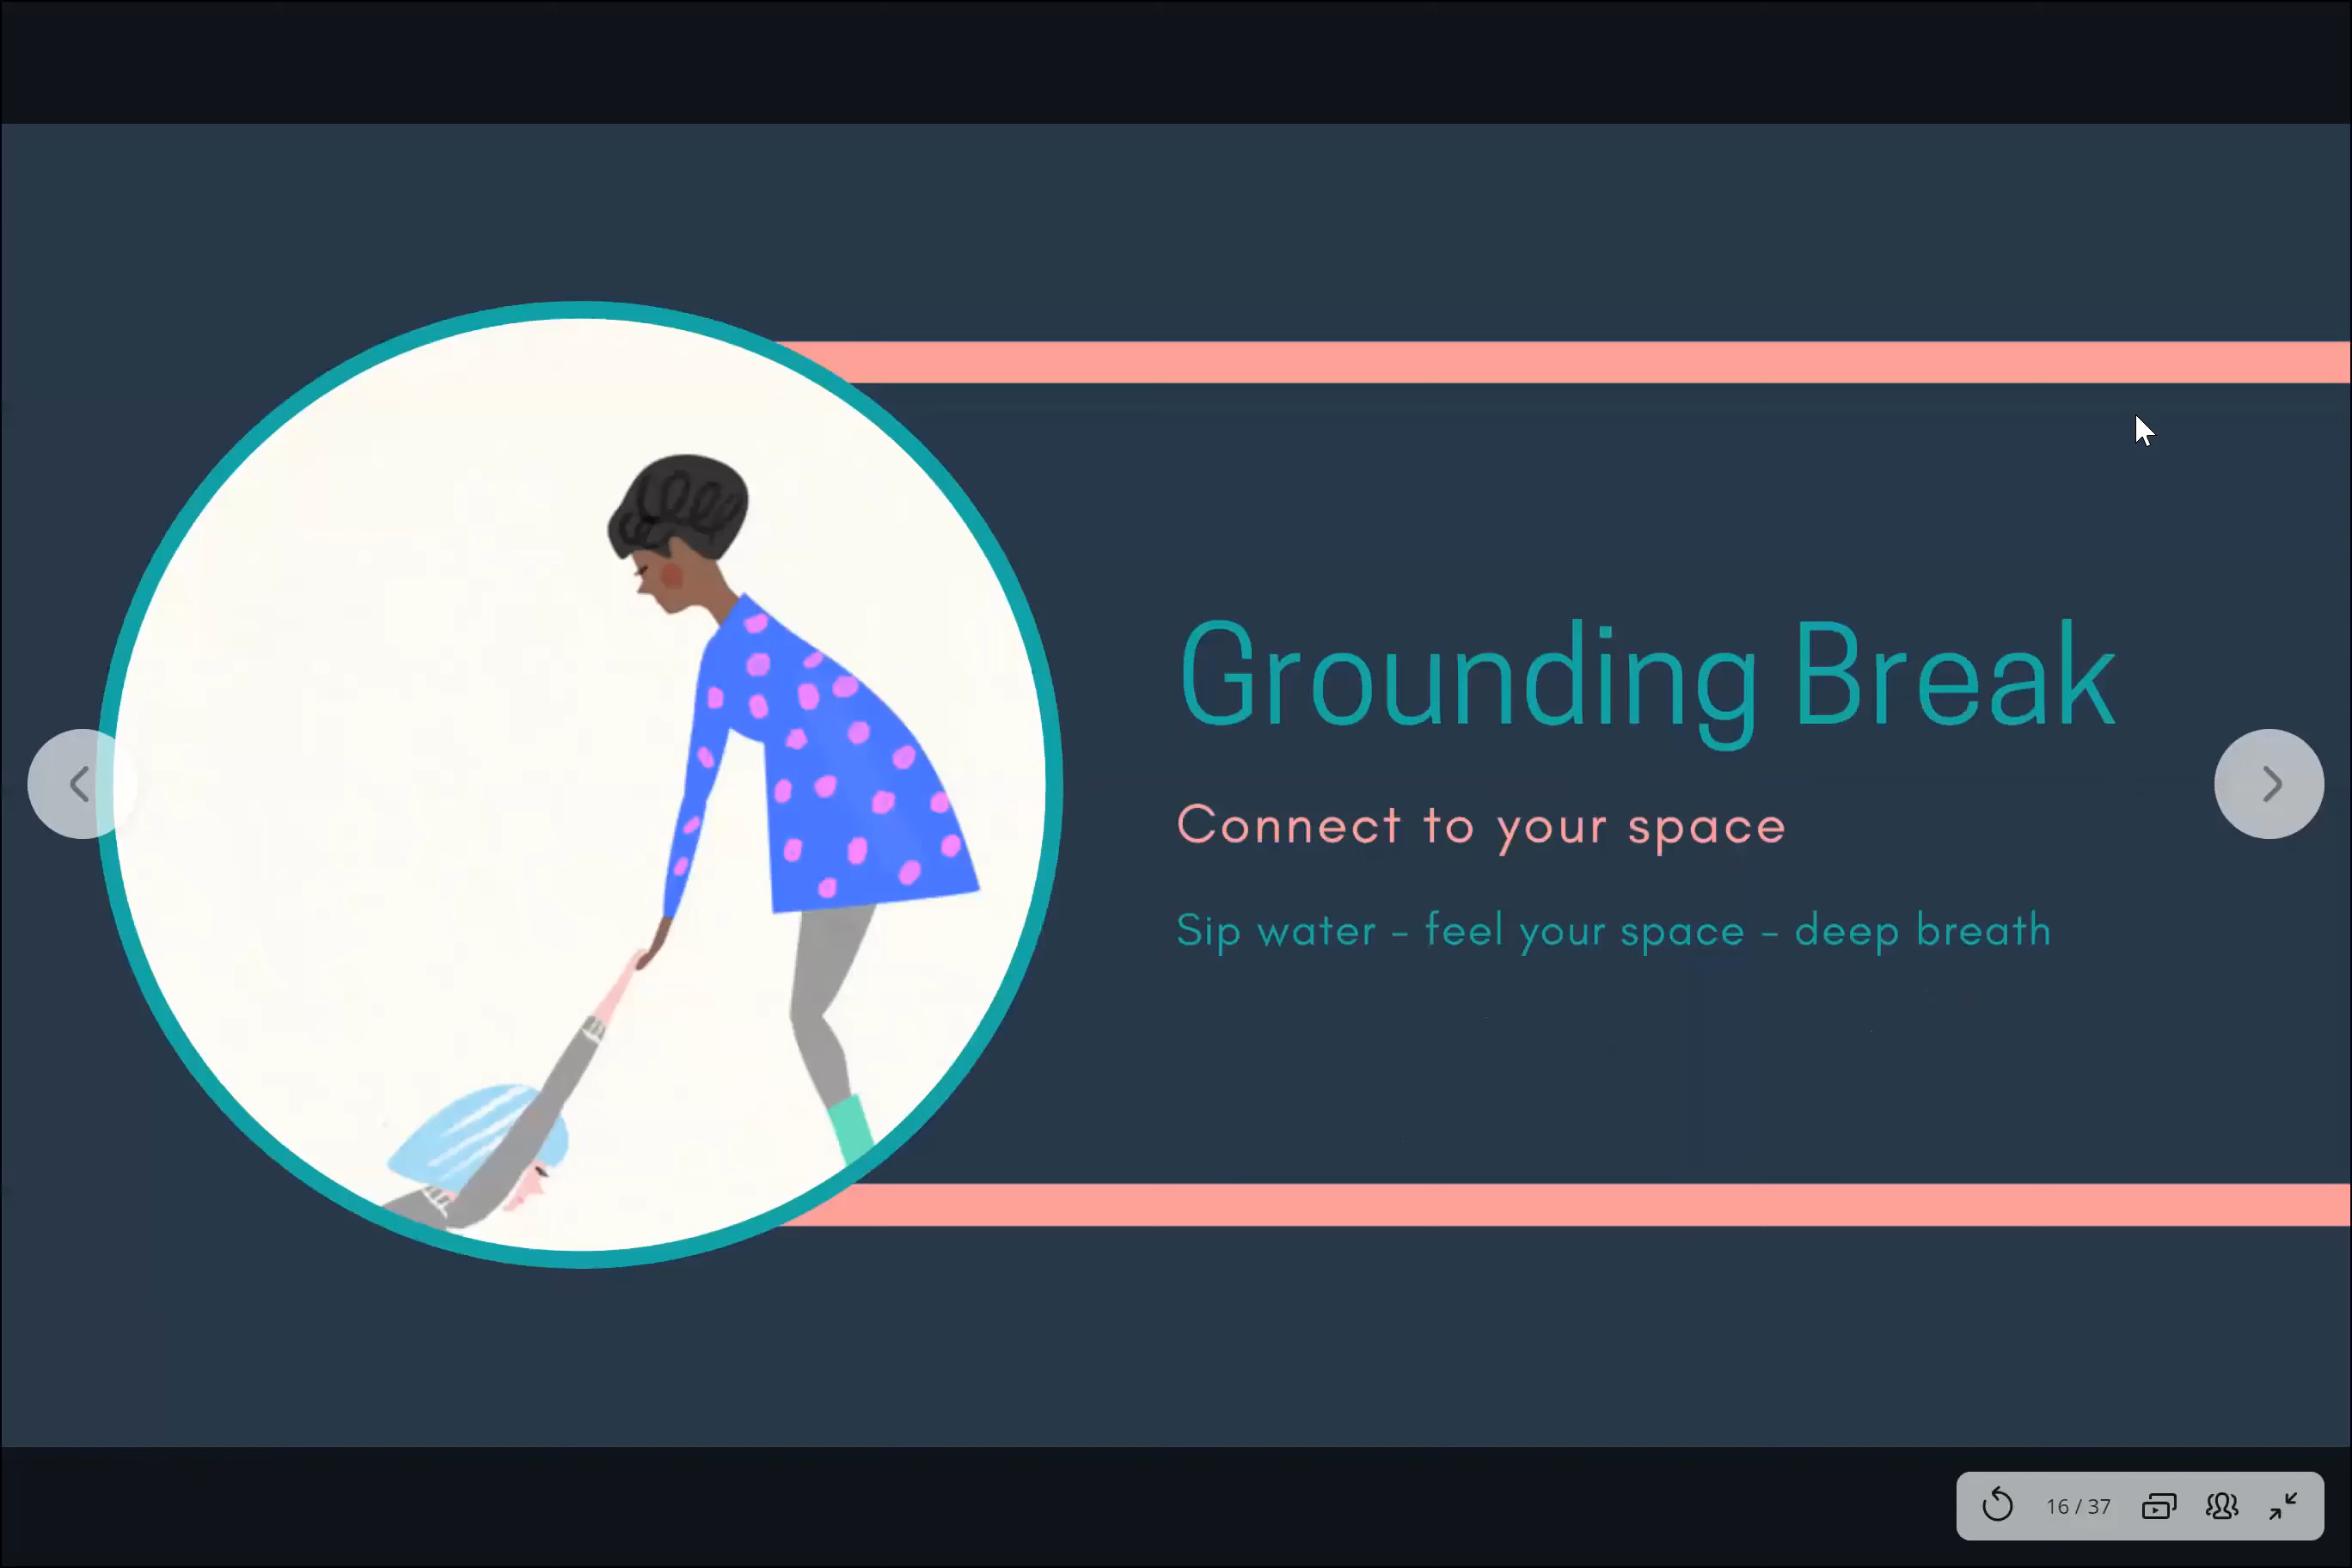 Grounding Break
Connect to your space
Sip water - feel your space - deep breath
16 / 37